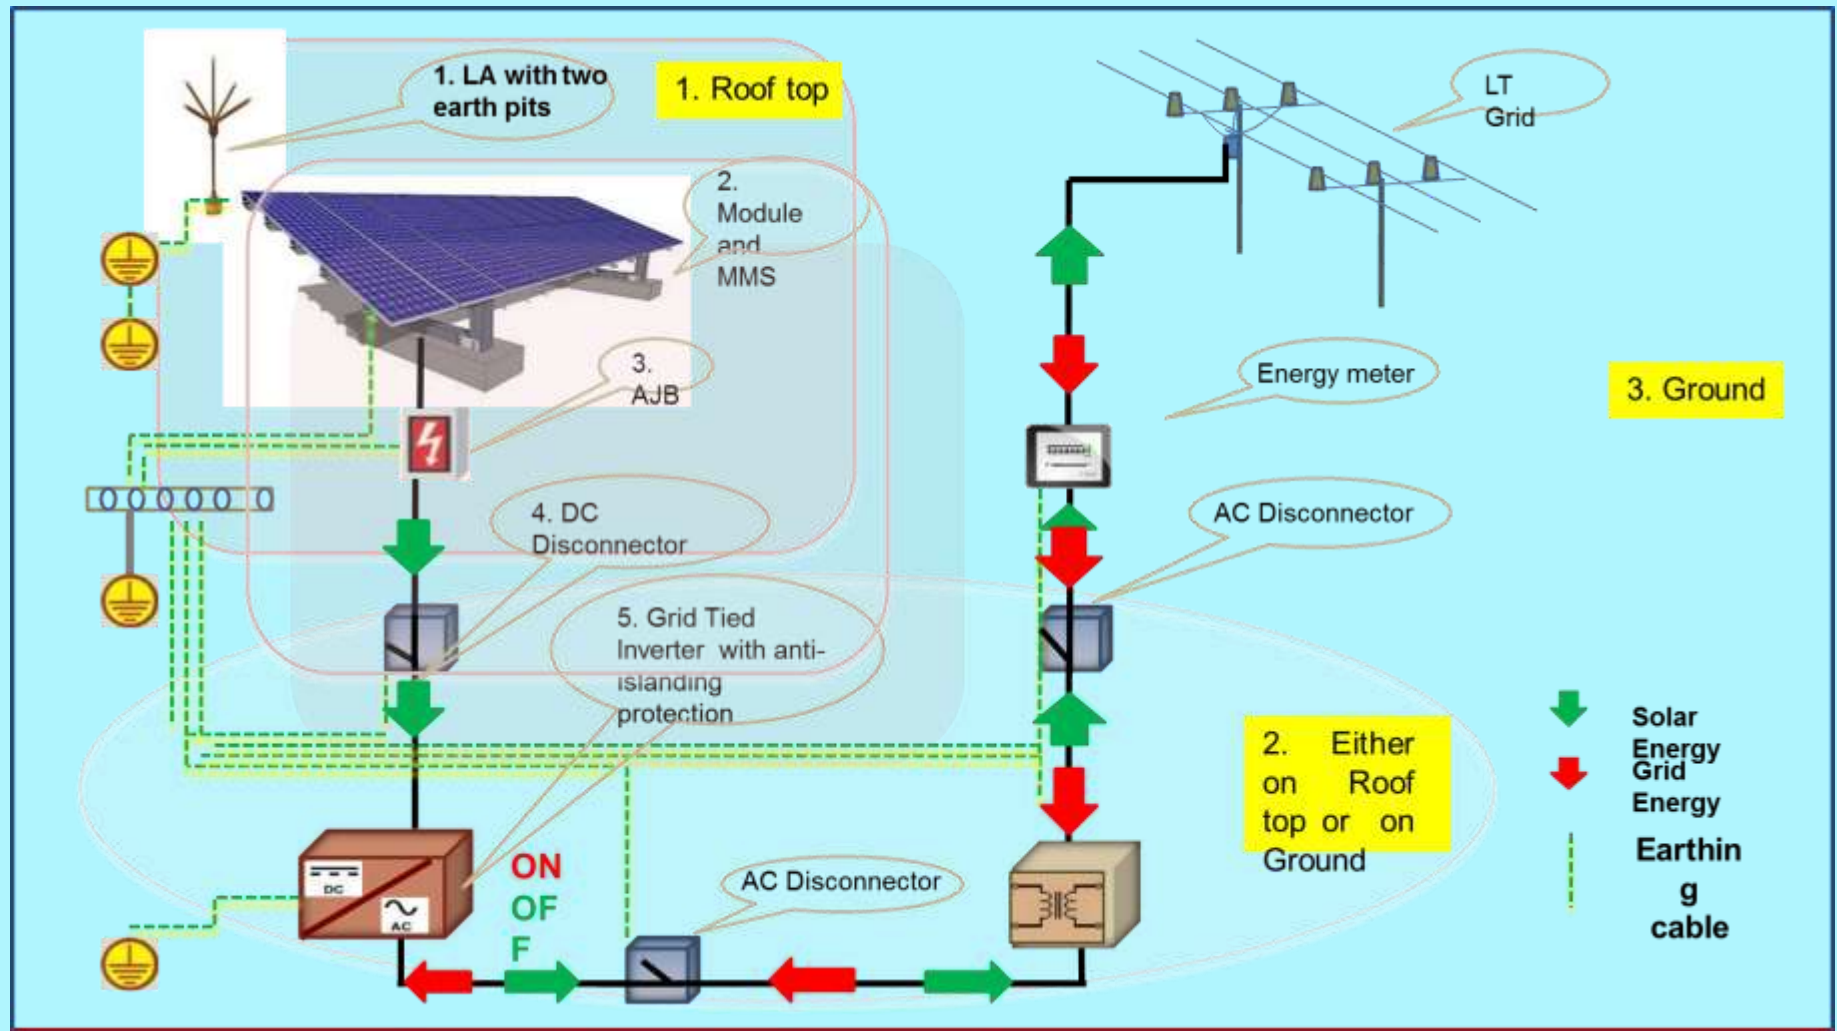 1. LA with two
earth pits
1. Roof top
LT
Grid
2.
Module
and
MMS
3.
AJB
Energy meter
3. Ground
4. DC
Disconnector
AC Disconnector
5. Grid Tied
Inverter with anti-
islanding
protection
2. Either
on Roof
top or on
Ground
Solar
Energy
Grid
Energy
Earthin
g
cable
DC
AC
ON
OF
F
AC Disconnector